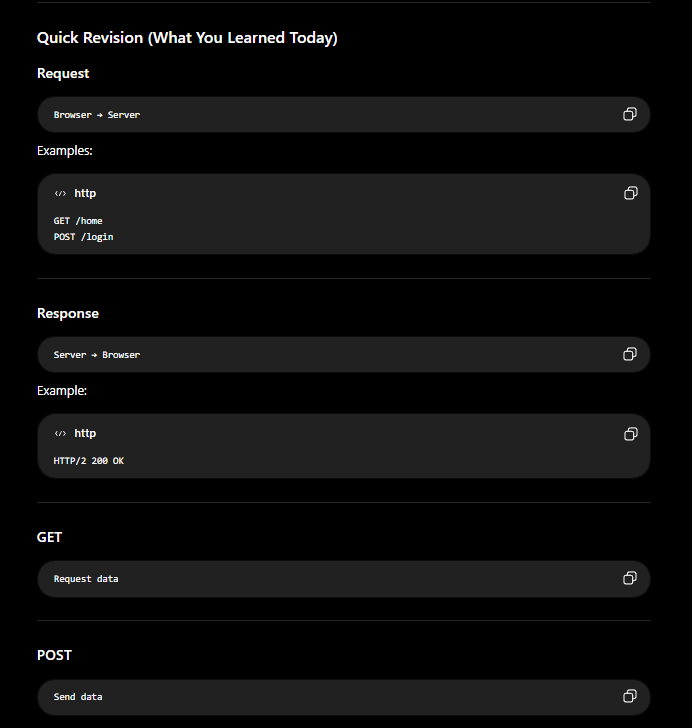 Quick Revision (What You Learned Today)
Request
Browser → Server
Examples:
</> http
GET /home
POST /login
Response
Server → Browser
Example:
</> http
HTTP/2 200 OK
GET
Request data
POST
Send data